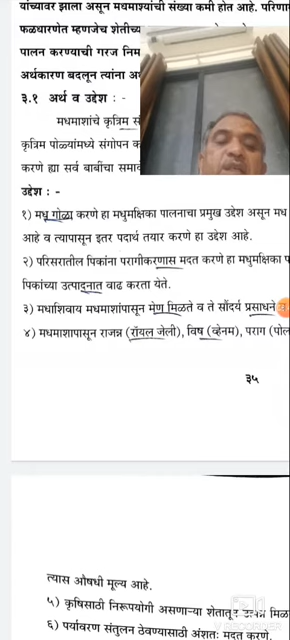 यांच्यावर झाला असून मधमाश्यांची संख्या कमी होत आहे. परिणा
फळधारणेत म्हणजेच शेतीच्य
पालन करण्याची गरज निम
अर्थकारण बदलून त्यांना अ
३.१ अर्थ व उद्देश : -
मधमाशांचे कृत्रिम सं
कृत्रिम पोळ्यांमध्ये संगोपन क
करणे ह्या सर्व बाबींचा समा
उद्देश : -
१) मधु गोळा करणे हा मधुमक्षिका पालनाचा प्रमुख उद्देश असून मध
आहे व त्यापासून इतर पदार्थ तयार करणे हा उद्देश आहे.
२) परिसरातील पिकांना परागीकरणास मदत करणे हा मधुमक्षिका प
पिकांच्या उत्पादनात वाढ करता येते.
३) मधाशिवाय मधमाशांपासून मेण मिळते व ते सौंदर्य प्रसाधने
४) मधमाशापासून राजन्न (रॉयल जेली), विष (व्हेनम), पराग (पोल
३५
त्यास औषधी मूल्य आहे.
५) कृषिसाठी निरूपयोगी असणाऱ्या शेतातून उत्पन्न मिळ
६) पर्यावरण संतुलन ठेवण्यासाठी अंशतः मदत करणे.
V RECORDER